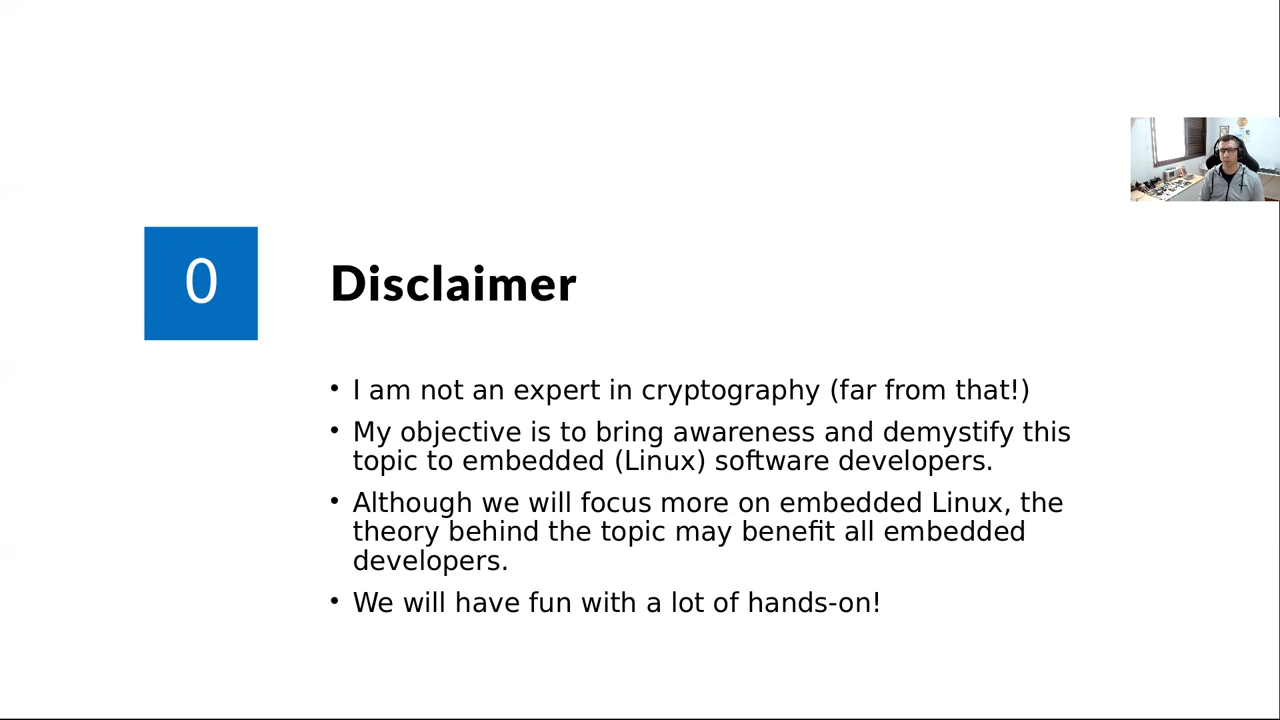 0
Disclaimer
• I am not an expert in cryptography (far from that!)
• My objective is to bring awareness and demystify this
topic to embedded (Linux) software developers.
• Although we will focus more on embedded Linux, the
theory behind the topic may benefit all embedded
developers.
• We will have fun with a lot of hands-on!